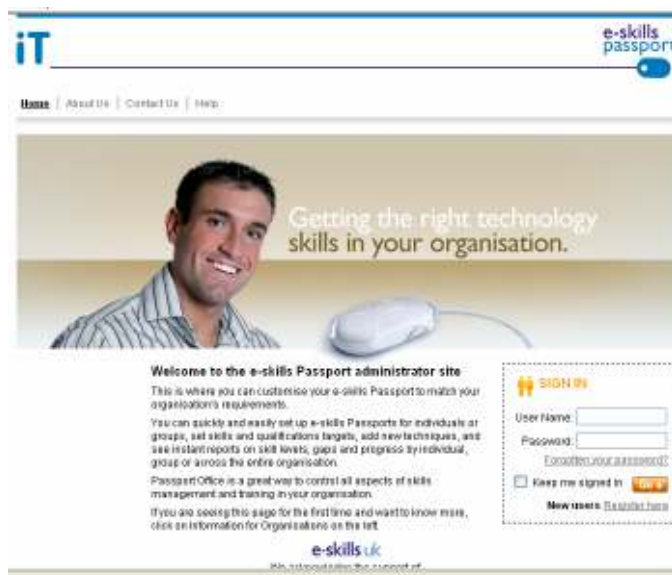 iT
e-skills
passport
Home | About Us | Contact Us | Help
Getting the right technology
skills in your organisation.
Welcome to the e-skills Passport administrator site
This is where you can customise your e-skills Passport to match your
organisation's requirements.
You can quickly and easily set up e-skills Passports for individuals or
groups, set skills and qualifications targets, add new techniques, and
see instant reports on skill levels, gaps and progress by individual,
group or across the entire organisation.
Passport Office is a great way to control all aspects of skills
management and training in your organisation.
If you are seeing this page for the first time and want to know more,
click on Information for Organisations on the left.
SIGN IN
User Name:
Password:
Forgotten your password?
Keep me signed in Go
New users Register here
e-skills uk
We acknowledge the support of